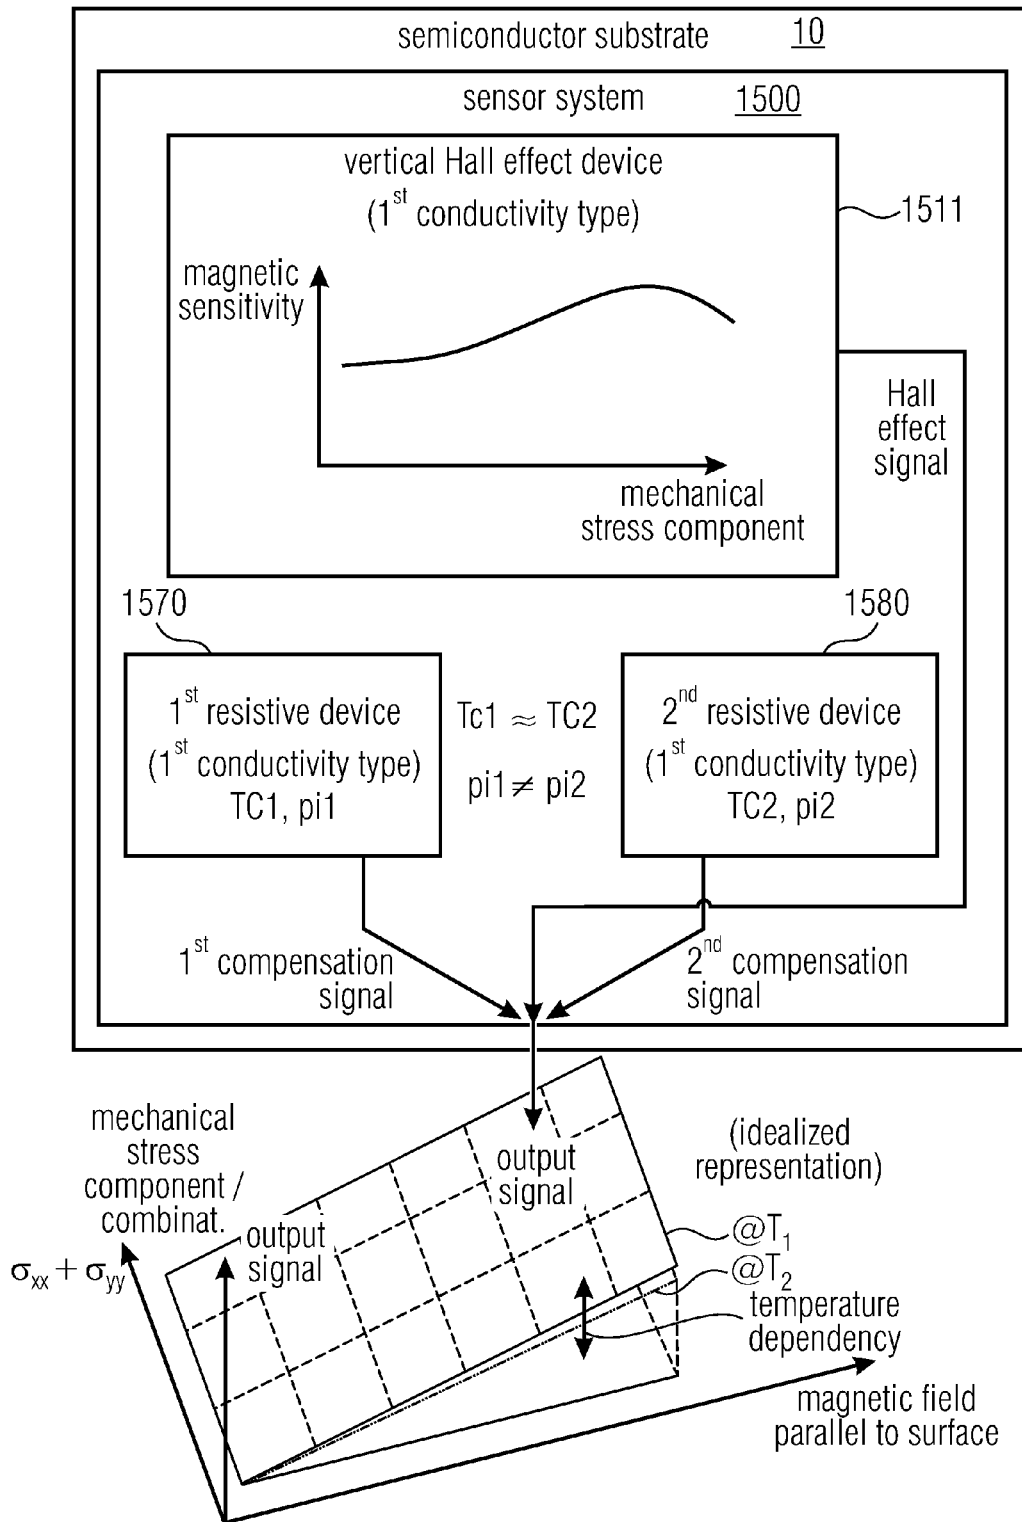 semiconductor substrate 10
sensor system 1500
vertical Hall effect device
(1st conductivity type)
1511
magnetic
sensitivity
mechanical
stress component
Hall
effect
signal
1570
1580
1st resistive device
(1st conductivity type)
TC1, pi1
Tc1 ≈ TC2
pi1 ≠ pi2
2nd resistive device
(1st conductivity type)
TC2, pi2
1st compensation
signal
2nd compensation
signal
mechanical
stress
component /
combinat.
σxx + σyy
output
signal
output
signal
(idealized
representation)
@T1
@T2
temperature
dependency
magnetic field
parallel to surface